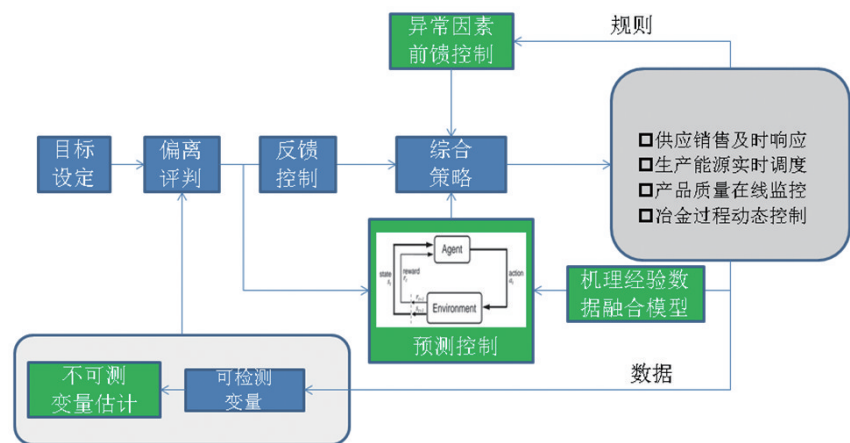 异常因素
前馈控制
规则
目标
设定
偏离
评判
反馈
控制
综合
策略
供应销售及时响应
生产能源实时调度
产品质量在线监控
冶金过程动态控制
Agent
state
reward
action
Environment
预测控制
机理经验数
据融合模型
不可测
变量估计
可检测
变量
数据